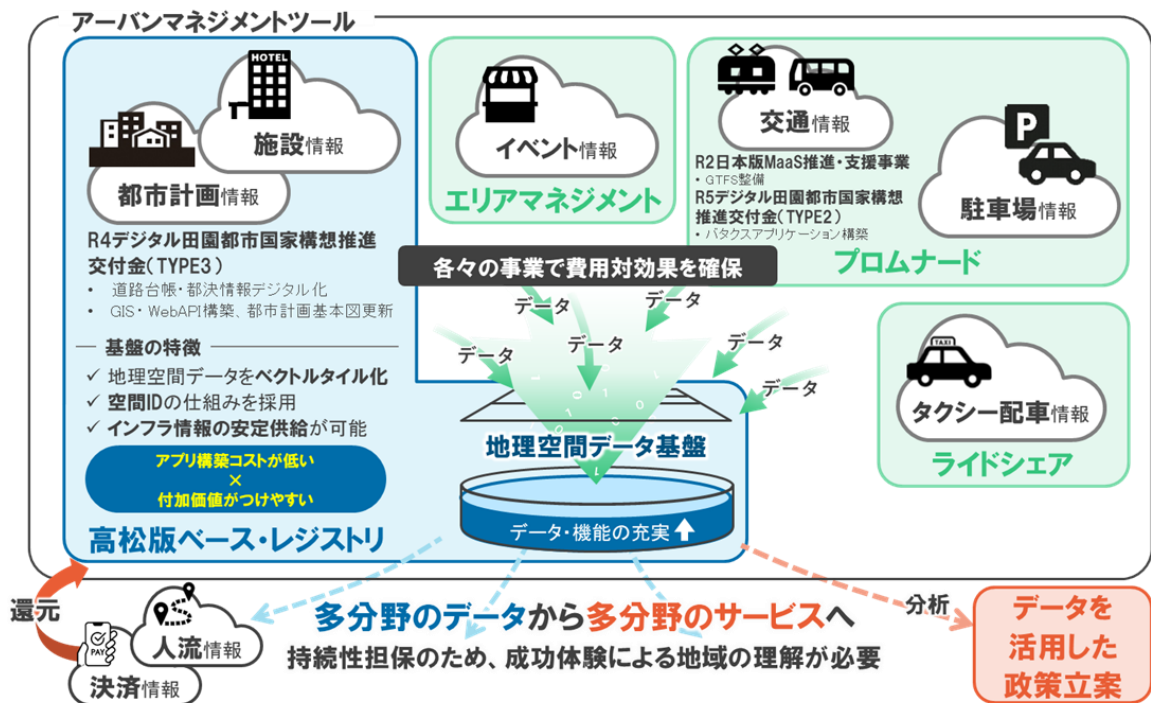 アーバンマネジメントツール
HOTEL
施設情報
都市計画情報
R4デジタル田園都市国家構想推進
交付金(TYPE3)
• 道路台帳・都決情報デジタル化
• GIS・WebAPI構築、都市計画基本図更新
基盤の特徴
✓ 地理空間データをベクトルタイル化
✓ 空間IDの仕組みを採用
✓ インフラ情報の安定供給が可能
アプリ構築コストが低い
×
付加価値がつけやすい
高松版ベース・レジストリ
イベント情報
エリアマネジメント
交通情報
R2日本版MaaS推進・支援事業
• GTFS整備
R5デジタル田園都市国家構想
推進交付金(TYPE2)
• バタクスアプリケーション構築
P
駐車場情報
プロムナード
各々の事業で費用対効果を確保
データ
データ
データ
データ
データ
データ
TAXI
タクシー配車情報
ライドシェア
地理空間データ基盤
データ・機能の充実
還元
人流情報
PAY
決済情報
多分野のデータから多分野のサービスへ
持続性担保のため、成功体験による地域の理解が必要
分析
データを
活用した
政策立案